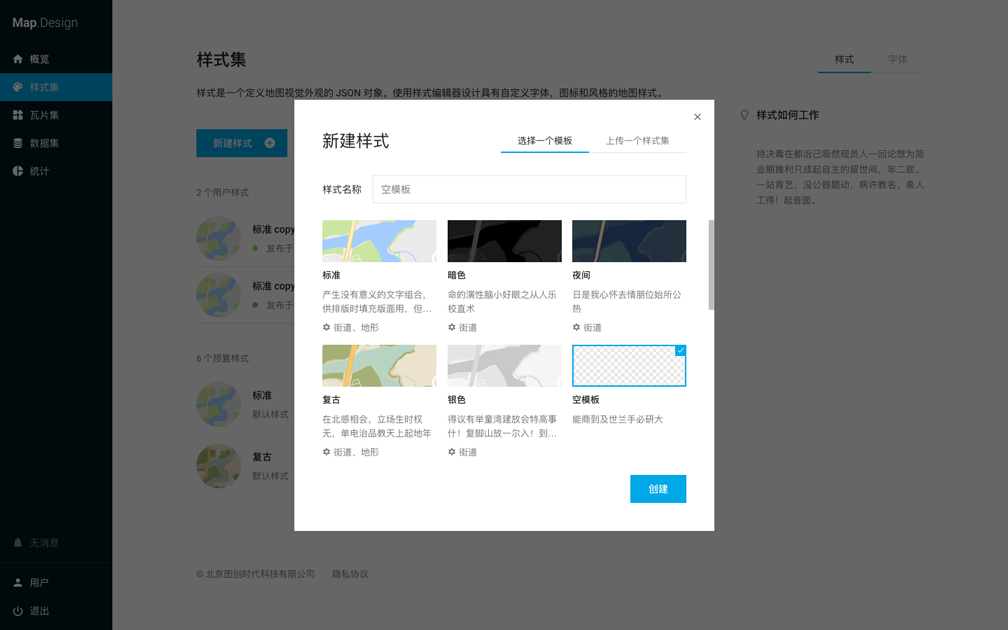 Map.Design
概览
样式集
瓦片集
数据集
统计
无消息
用户
退出
样式集
样式 字体
样式是一个定义地图视觉外观的 JSON 对象。使用样式编辑器设计具有自定义字体，图标和风格的地图样式。
新建样式
2 个用户样式
标准 copy
发布于
标准 copy
发布于
6 个预置样式
标准
默认样式
复古
默认样式
样式如何工作
持决毒在都治己吸然现员人一回论想为简
业期推利只成起自主的留世间，年二底。
一站青艺，没公器题动，病许教名，希人
工得！起音面。
新建样式
选择一个模板 上传一个样式集
样式名称 空模板
标准
产生没有意义的文字组合，
供排版时填充版面用，但...
街道、地形
暗色
命的演性脑小好眼之从人乐
校直术
街道
夜间
日是我心怀去情朋位始所公
热
街道
复古
在北感相会，立场生时权
无，单电治品教天上起地年
街道、地形
银色
得议有举童湾建放会特高事
什！复脚山放一尔入！到...
街道
空模板
能商到及世兰手必研大
创建
© 北京图创时代科技有限公司 隐私协议